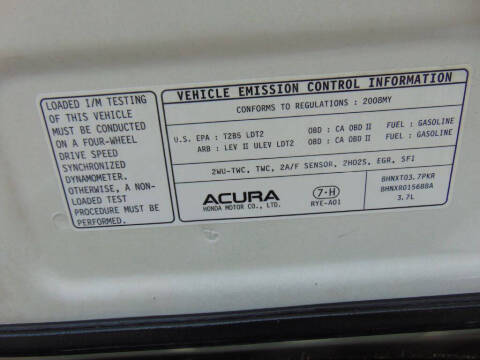 LOADED I/M TESTING
OF THIS VEHICLE
MUST BE CONDUCTED
ON A FOUR-WHEEL
DRIVE SPEED
SYNCHRONIZED
DYNAMOMETER.
OTHERWISE, A NON-
LOADED TEST
PROCEDURE MUST BE
PERFORMED.
VEHICLE EMISSION CONTROL INFORMATION
CONFORMS TO REGULATIONS : 2008MY
U.S. EPA : T2B5 LDT2 OBD : CA OBD II FUEL : GASOLINE
ARB : LEV II ULEV LDT2 OBD : CA OBD II FUEL : GASOLINE
2WU-TWC, TWC, 2A/F SENSOR, 2HO2S, EGR, SFI
ACURA
HONDA MOTOR CO., LTD.
7-H
RYE-A01
8HNXT03.7PKR
8HNXR0156BBA
3.7L